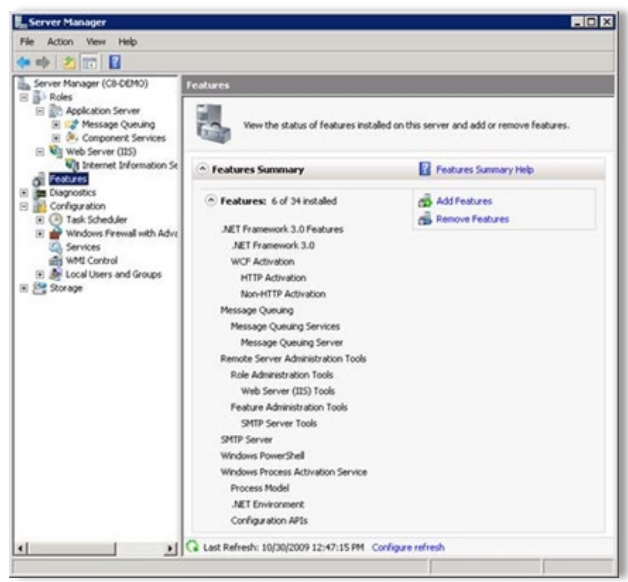 Server Manager
File Action View Help
Server Manager (C8-DEMO)
Roles
Application Server
Message Queuing
Component Services
Web Server (IIS)
Internet Information Se
Features
Diagnostics
Configuration
Task Scheduler
Windows Firewall with Adva
Services
WMI Control
Local Users and Groups
Storage
Features
View the status of features installed on this server and add or remove features.
Features Summary
Features Summary Help
Features: 6 of 34 installed
Add Features
Remove Features
.NET Framework 3.0 Features
.NET Framework 3.0
WCF Activation
HTTP Activation
Non-HTTP Activation
Message Queuing
Message Queuing Services
Message Queuing Server
Remote Server Administration Tools
Role Administration Tools
Web Server (IIS) Tools
Feature Administration Tools
SMTP Server Tools
SMTP Server
Windows PowerShell
Windows Process Activation Service
Process Model
.NET Environment
Configuration APIs
Last Refresh: 10/30/2009 12:47:15 PM Configure refresh